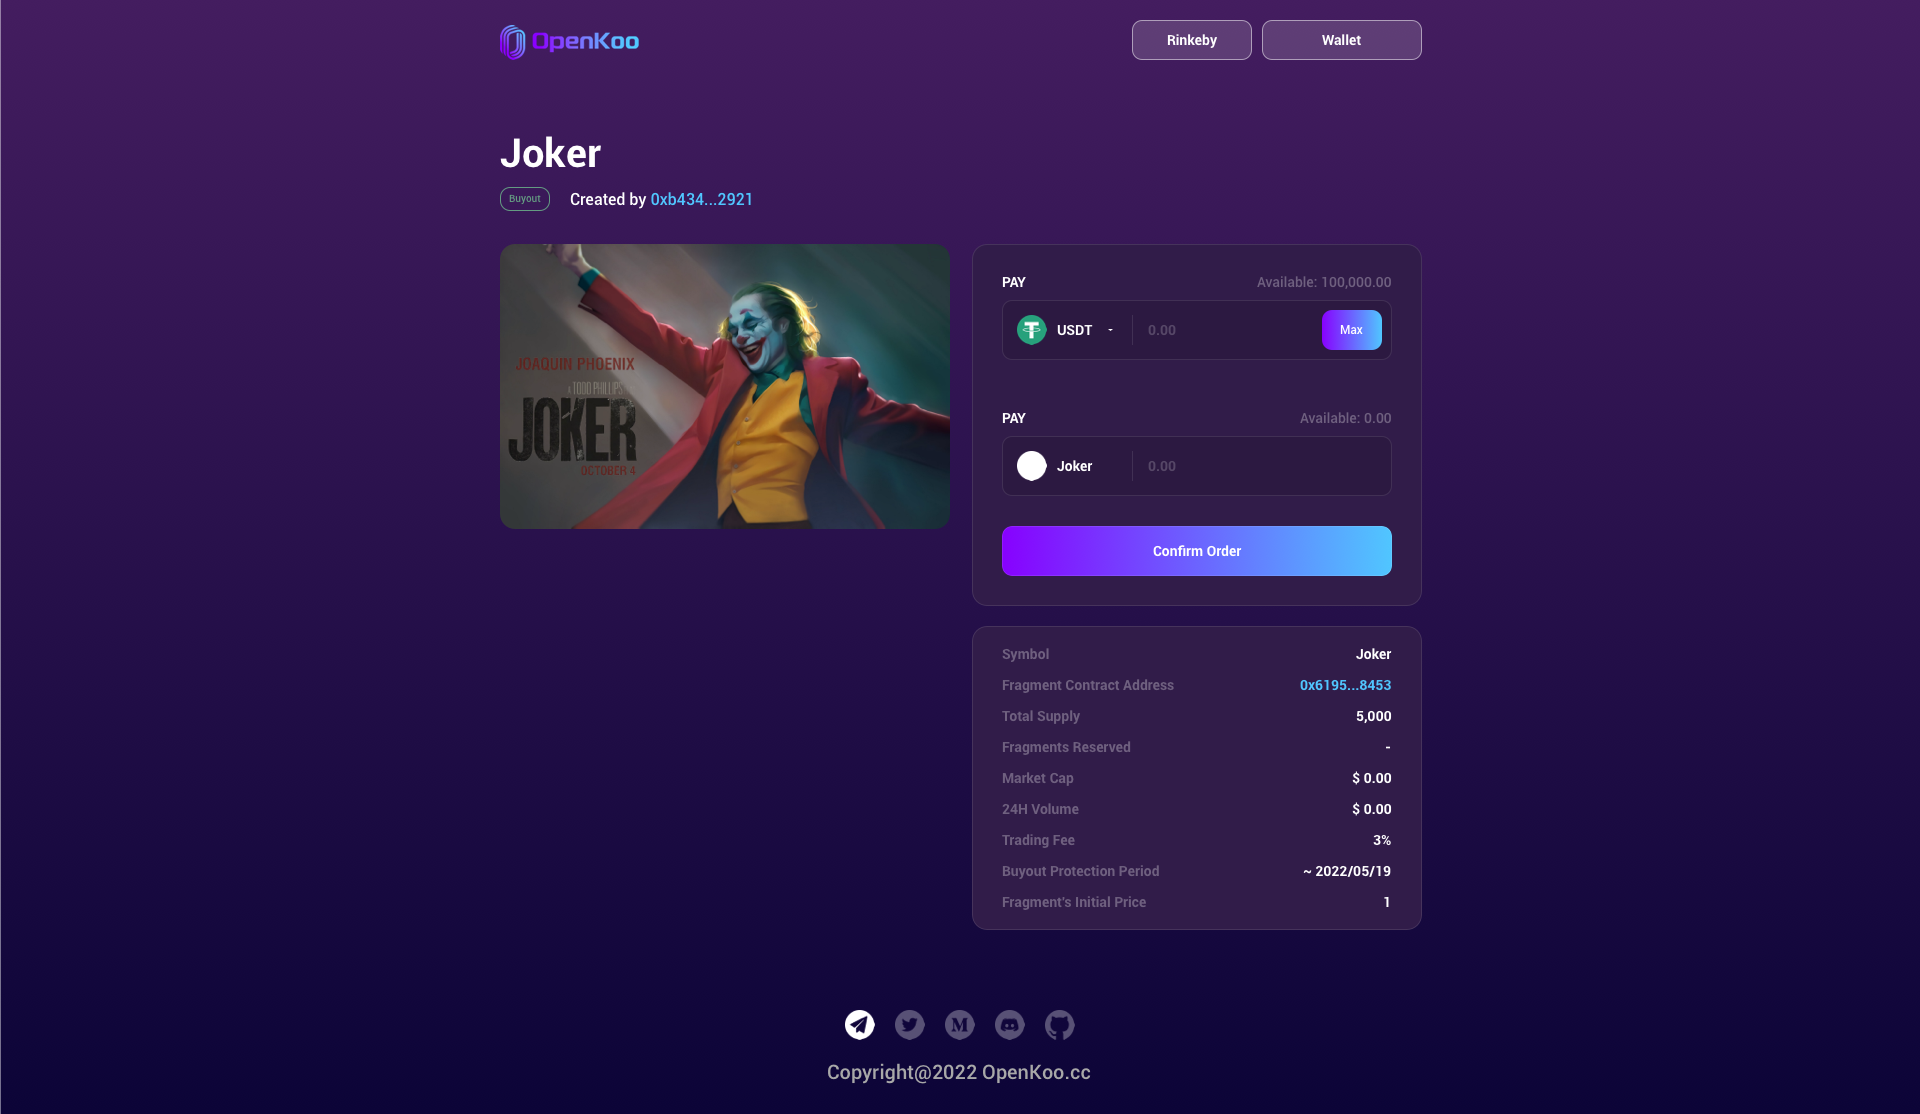 OpenKoo
Rinkeby
Wallet
Joker
Buyout
Created by 0xb434...2921
JOAQUIN PHOENIX
A TODD PHILLIPS
JOKER
OCTOBER 4
PAY
Available: 100,000.00
USDT
0.00
Max
PAY
Available: 0.00
Joker
0.00
Confirm Order
Symbol Joker
Fragment Contract Address 0x6195...8453
Total Supply 5,000
Fragments Reserved -
Market Cap $ 0.00
24H Volume $ 0.00
Trading Fee 3%
Buyout Protection Period ~ 2022/05/19
Fragment's Initial Price 1
Copyright@2022 OpenKoo.cc